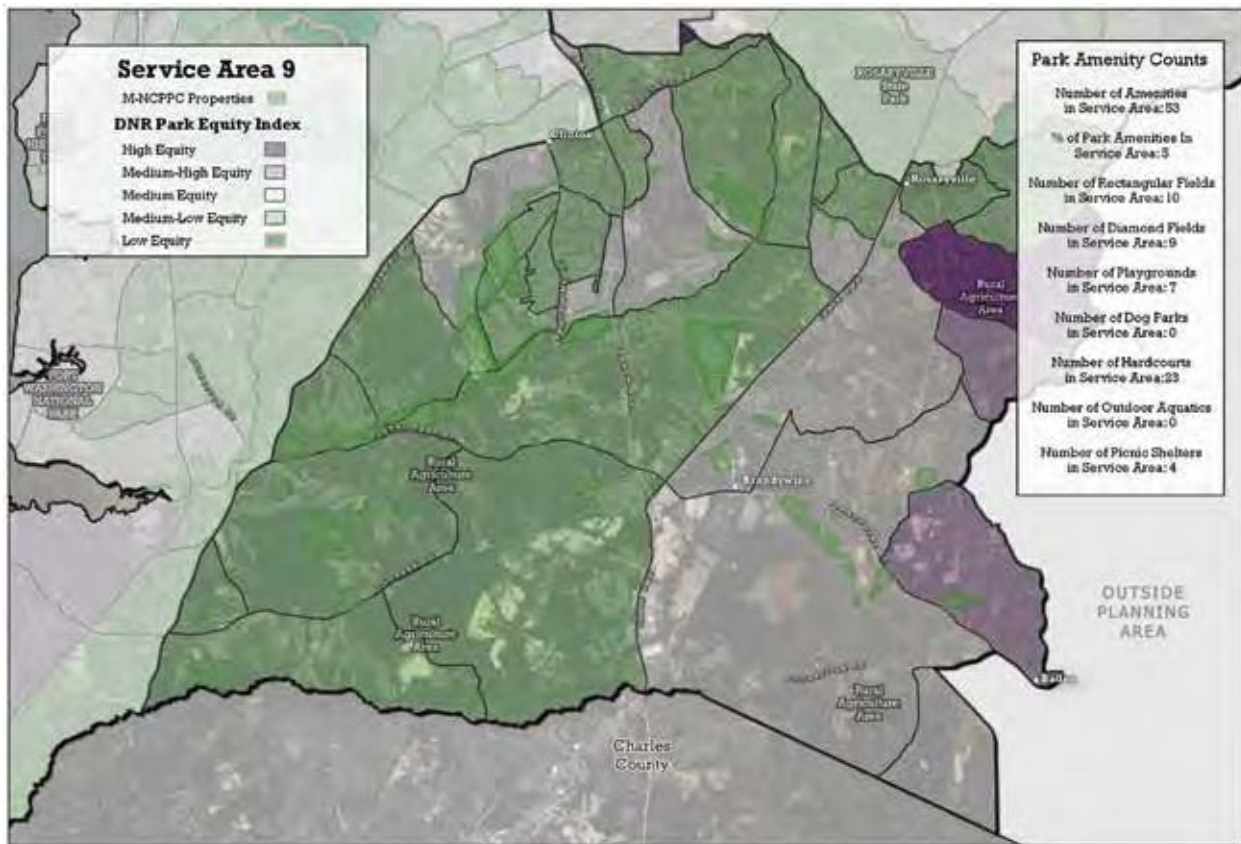 Service Area 9
M-NCPPC Properties
DNR Park Equity Index
High Equity
Medium-High Equity
Medium Equity
Medium-Low Equity
Low Equity
Park Amenity Counts
Number of Amenities
in Service Area: 53
% of Park Amenities In
Service Area: 5
Number of Rectangular Fields
in Service Area: 10
Number of Diamond Fields
in Service Area: 9
Number of Playgrounds
in Service Area: 7
Number of Dog Parks
in Service Area: 0
Number of Hardcourts
in Service Area: 23
Number of Outdoor Aquatics
in Service Area: 0
Number of Picnic Shelters
in Service Area: 4
ROSARYVILLE
State
Park
Clinton
Rosaryville
Rural
Agriculture
Area
FORT
WASHINGTON
NATIONAL
PARK
Rural
Agriculture
Area
Brandywine
OUTSIDE
PLANNING
AREA
Rural
Agriculture
Area
Baden
Rural
Agriculture
Area
Charles
County